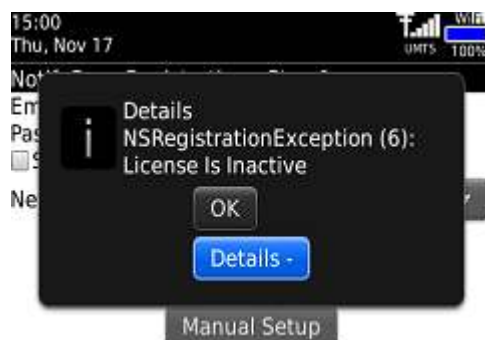 15:00
Thu, Nov 17
UMTS
100%
Details
NSRegistrationException (6):
License Is Inactive
OK
Details -
Manual Setup